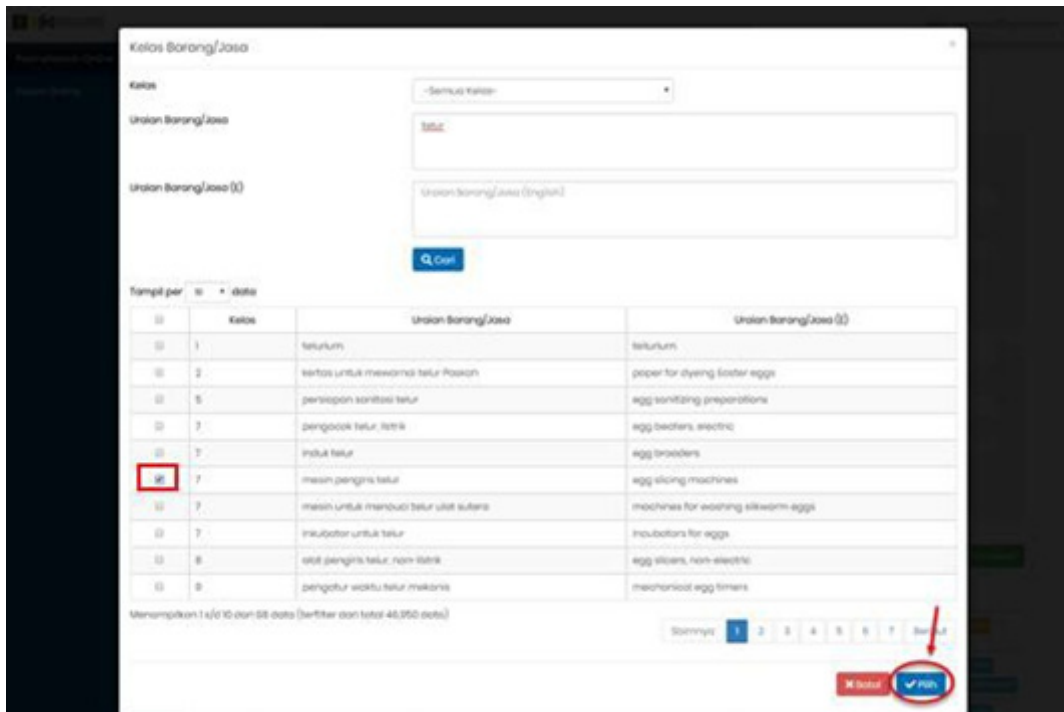 Kelas Barang/Jasa
×
Kelas
-Semua Kelas-
Uraian Barang/Jasa
telur
Uraian Barang/Jasa (E)
Uraian Barang/Jasa (English)
Cari
Tampil per 10 data
Kelas Uraian Barang/Jasa Uraian Barang/Jasa (E)
1 telurium tellurium
2 kertas untuk mewarnai telur Paskah paper for dyeing Easter eggs
5 persiapan sanitasi telur egg sanitizing preparations
7 pengocok telur, listrik egg beaters, electric
7 induk telur egg brooders
7 mesin pengiris telur egg slicing machines
7 mesin untuk mencuci telur ulat sutera machines for washing silkworm eggs
7 inkubator untuk telur incubators for eggs
8 alat pengiris telur, non-listrik egg slicers, non-electric
9 pengatur waktu telur mekanis mechanical egg timers
Menampilkan 1 s/d 10 dari 68 data (terfilter dari total 46,950 data)
1 2 3 4 5 6 7
Batal Pilih